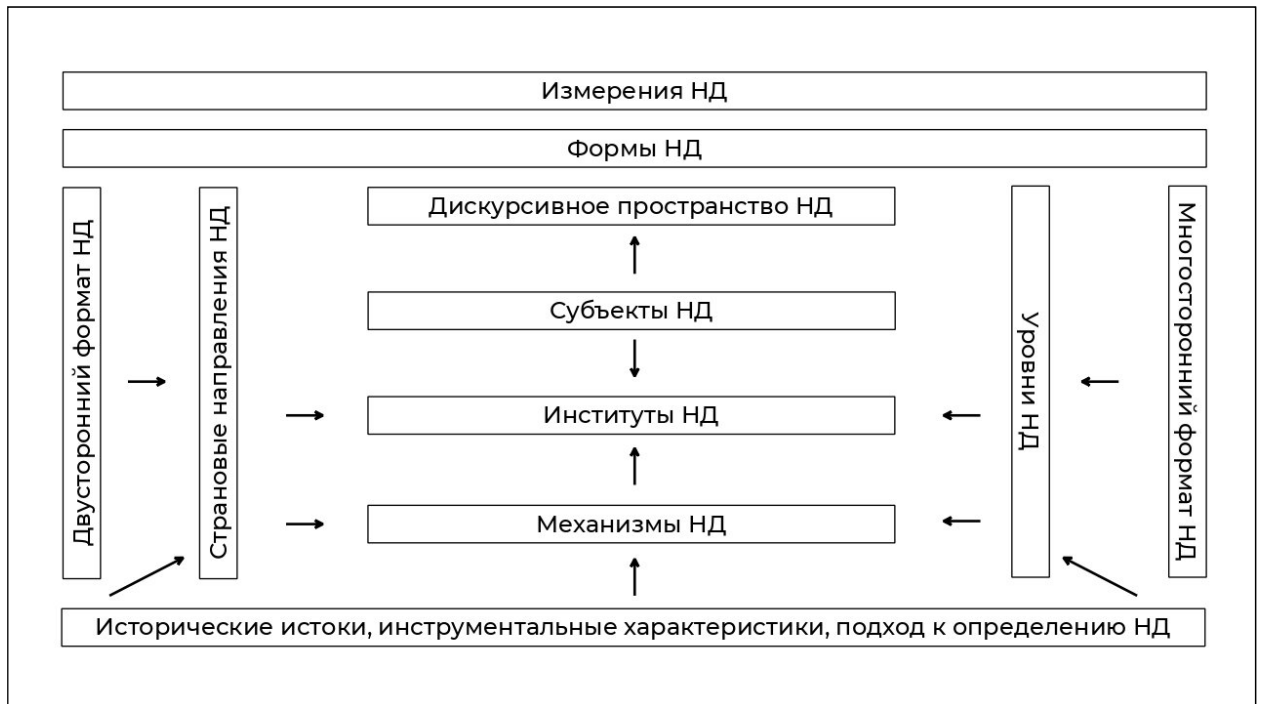 Измерения НД
Формы НД
Двусторонний формат НД
Страновые направления НД
Дискурсивное пространство НД
Субъекты НД
Институты НД
Механизмы НД
Уровни НД
Многосторонний формат НД
Исторические истоки, инструментальные характеристики, подход к определению НД